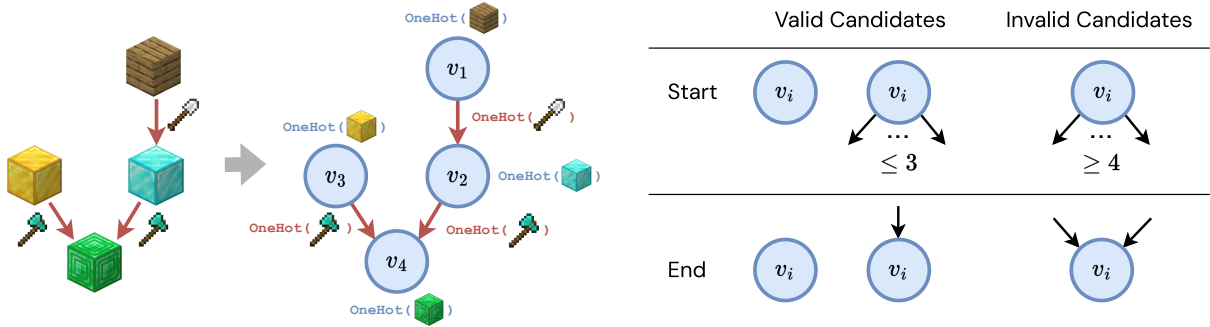 OneHot( )
v₁
OneHot( )
OneHot( )
v₃
v₂
OneHot( )
OneHot( )
OneHot( )
v₄
OneHot( )
Valid Candidates Invalid Candidates
Start
vᵢ
vᵢ
...
≤ 3
vᵢ
...
≥ 4
End
vᵢ
vᵢ
vᵢ